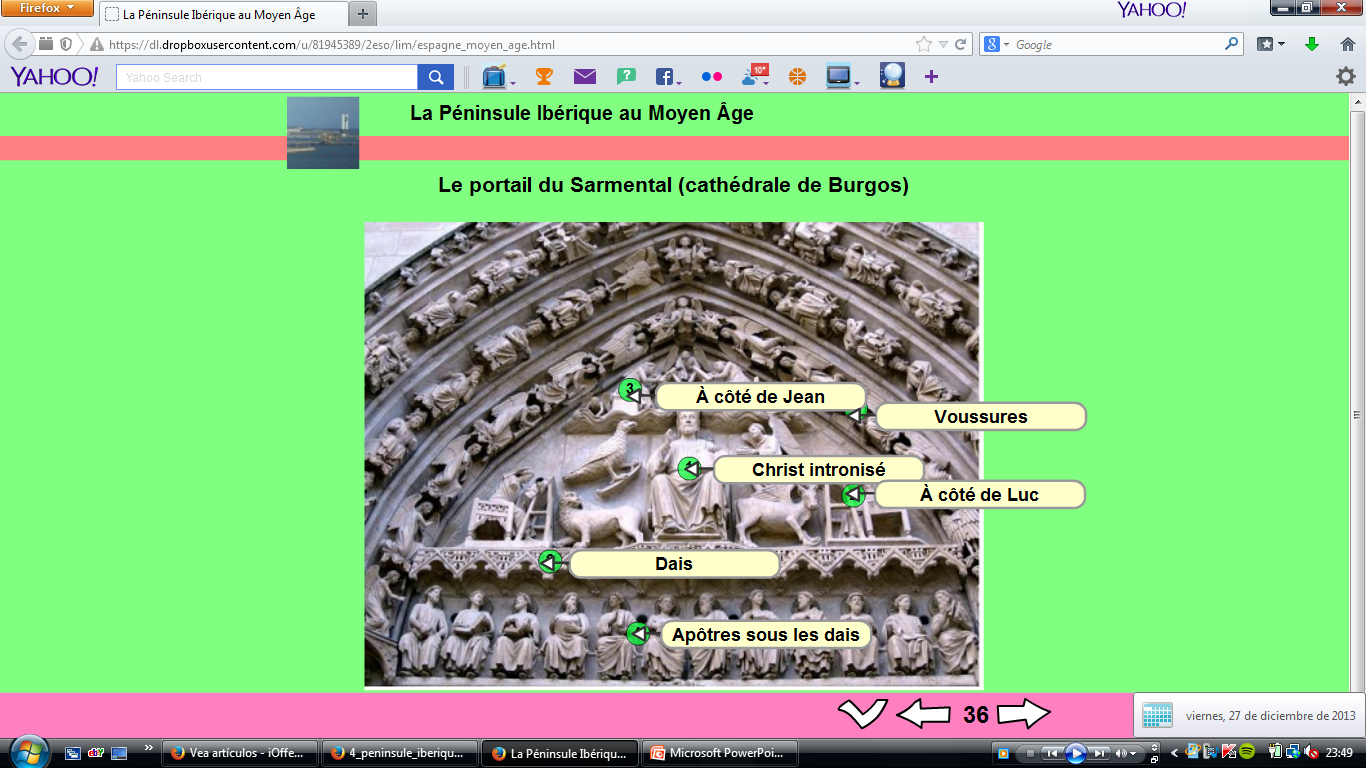 Firefox
La Péninsule Ibérique au Moyen Âge
YAHOO!
https://dl.dropboxusercontent.com/u/81945389/2eso/lim/espagne_moyen_age.html
Google
YAHOO!
Yahoo Search
10°
La Péninsule Ibérique au Moyen Âge
Le portail du Sarmental (cathédrale de Burgos)
3
À côté de Jean
Voussures
Christ intronisé
À côté de Luc
Dais
Apôtres sous les dais
36
viernes, 27 de diciembre de 2013
Vea artículos - iOffe...
4_peninsule_iberiqu...
La Péninsule Ibériqu...
Microsoft PowerPoi...
23:49